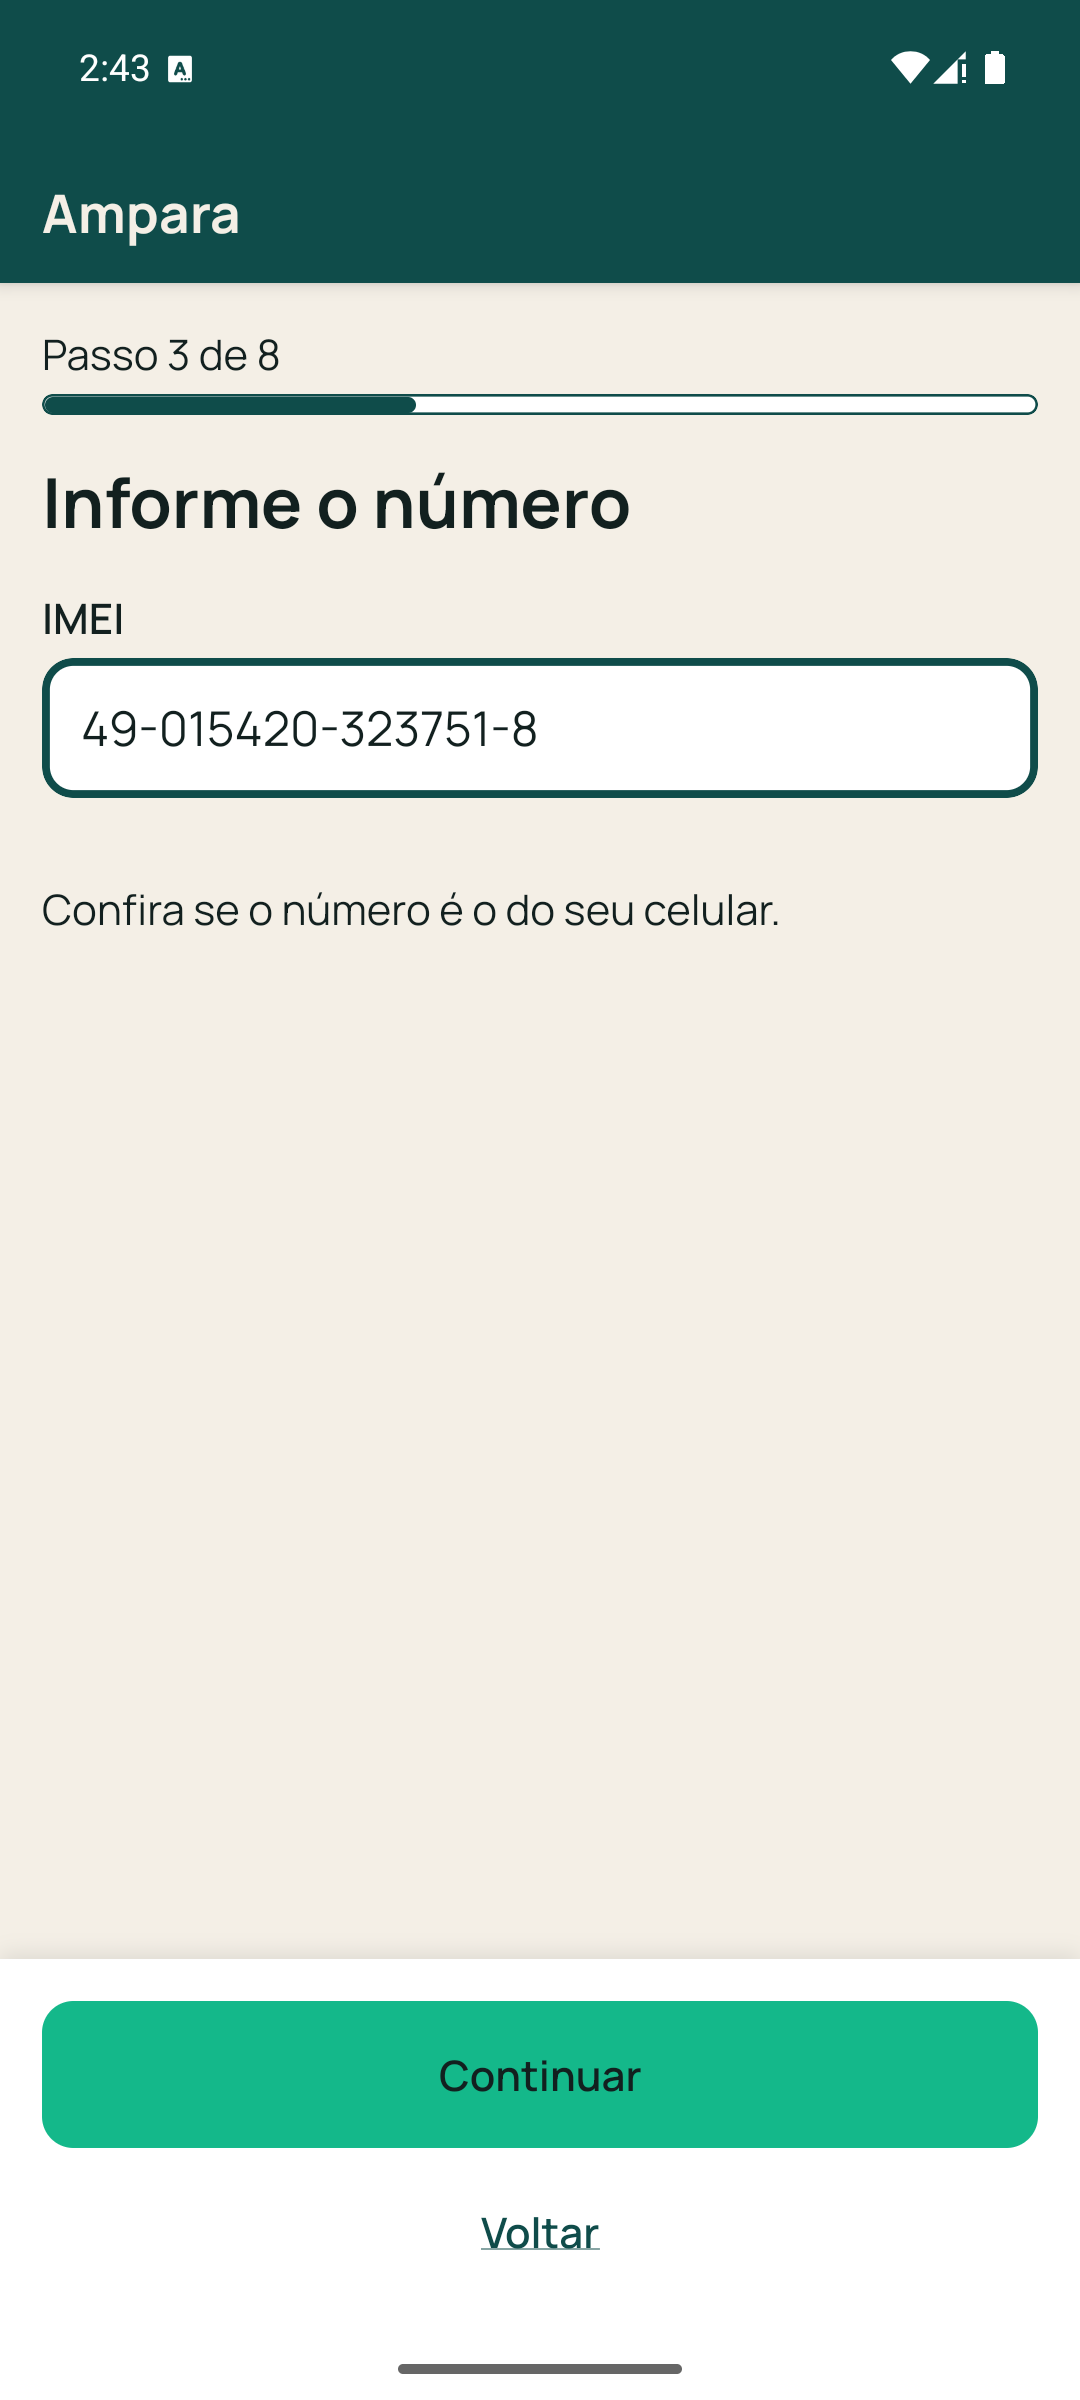 2:43
Ampara
Passo 3 de 8
Informe o número
IMEI
49-015420-323751-8
Confira se o número é o do seu celular.
Continuar
Voltar